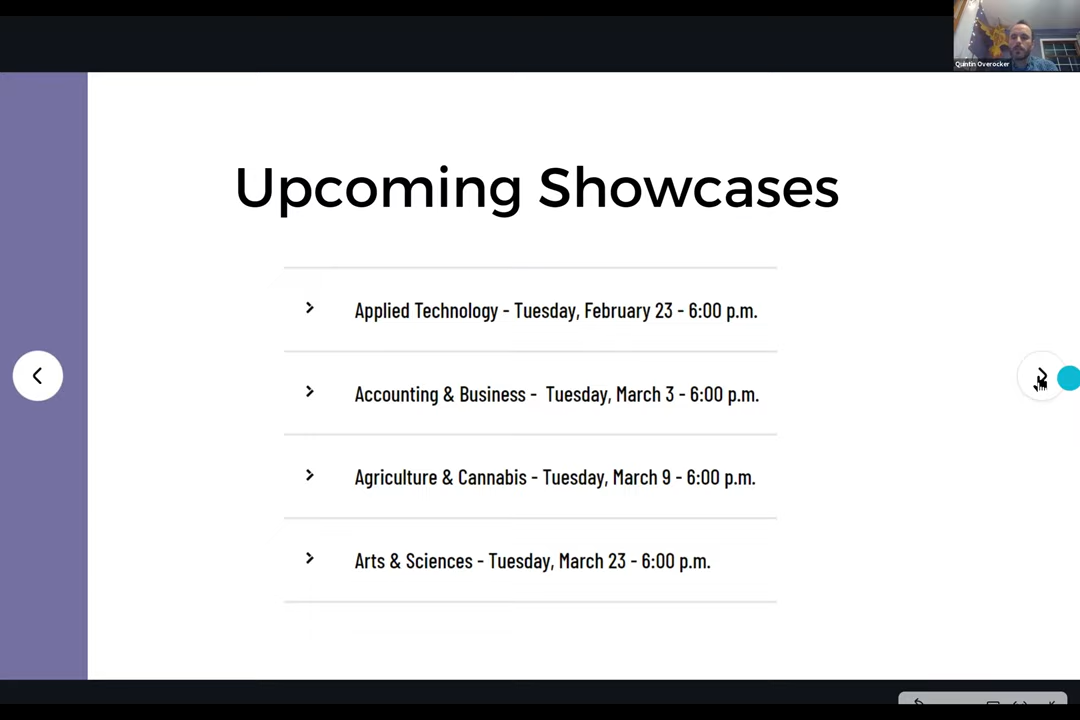 Quintin Overocker
Upcoming Showcases
Applied Technology - Tuesday, February 23 - 6:00 p.m.
Accounting & Business - Tuesday, March 3 - 6:00 p.m.
Agriculture & Cannabis - Tuesday, March 9 - 6:00 p.m.
Arts & Sciences - Tuesday, March 23 - 6:00 p.m.